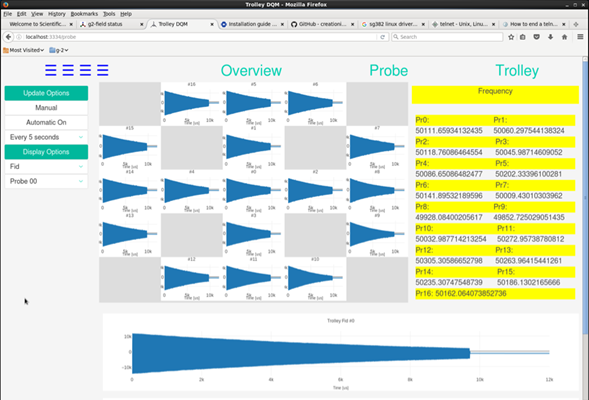 Trolley DQM - Mozilla Firefox
File Edit View History Bookmarks Tools Help
Welcome to Scientific... g2-field status Trolley DQM Installation guide ... GitHub - creationi... sg382 linux driver... telnet - Unix, Linu... How to end a teln...
localhost:3334/probe Search
Most Visited g-2
Overview Probe Trolley
Update Options
Manual
Automatic On
Every 5 seconds
Display Options
Fid
Probe 00
#16 #5 #6
#15 #1 #7
#14 #4 #0 #2 #8
#13 #3 #9
#12 #11 #10
Frequency
Pr0: Pr1:
50111.65934132435 50060.297544138324
Pr2: Pr3:
50118.76086464554 50045.98714609052
Pr4: Pr5:
50086.65086482477 50202.33396100281
Pr6: Pr7:
50141.89532189596 50009.4301030396​2
Pr8: Pr9:
49928.08400205617 49852.725029051435
Pr10: Pr11:
50032.987714213254 50272.95738780812
Pr12: Pr13:
50305.30586652798 50263.96415441261
Pr14: Pr15:
50235.30747548739 50186.1302165666
Pr16: 50162.064073852736
Trolley Fid #0
10k
0
−10k
0 2k 4k 6k 8k 10k 12k
Time [us]